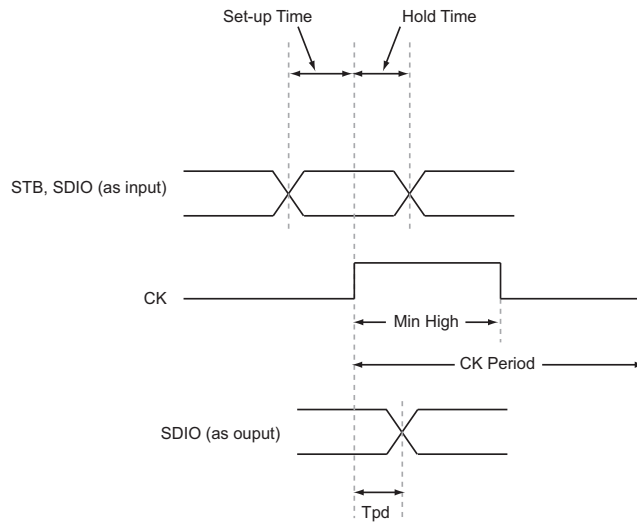 Set-up Time
Hold Time
STB, SDIO (as input)
CK
Min High
CK Period
SDIO (as ouput)
Tpd